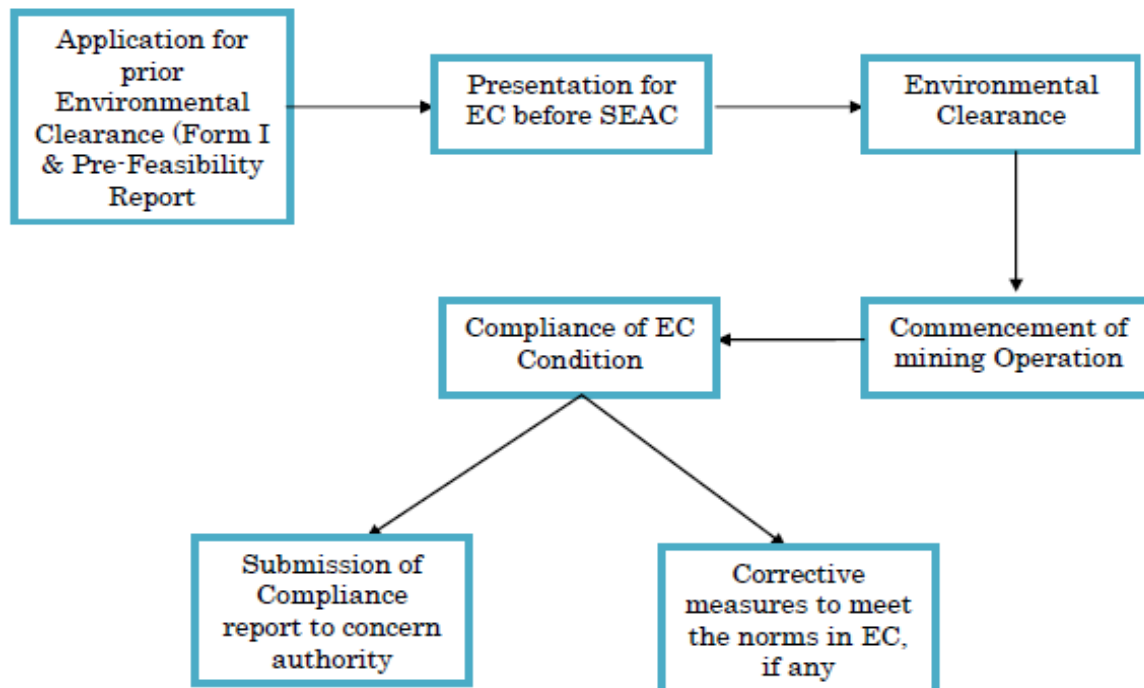 Application for
prior
Environmental
Clearance (Form I
& Pre-Feasibility
Report
Presentation for
EC before SEAC
Environmental
Clearance
Compliance of EC
Condition
Commencement of
mining Operation
Submission of
Compliance
report to concern
authority
Corrective
measures to meet
the norms in EC,
if any